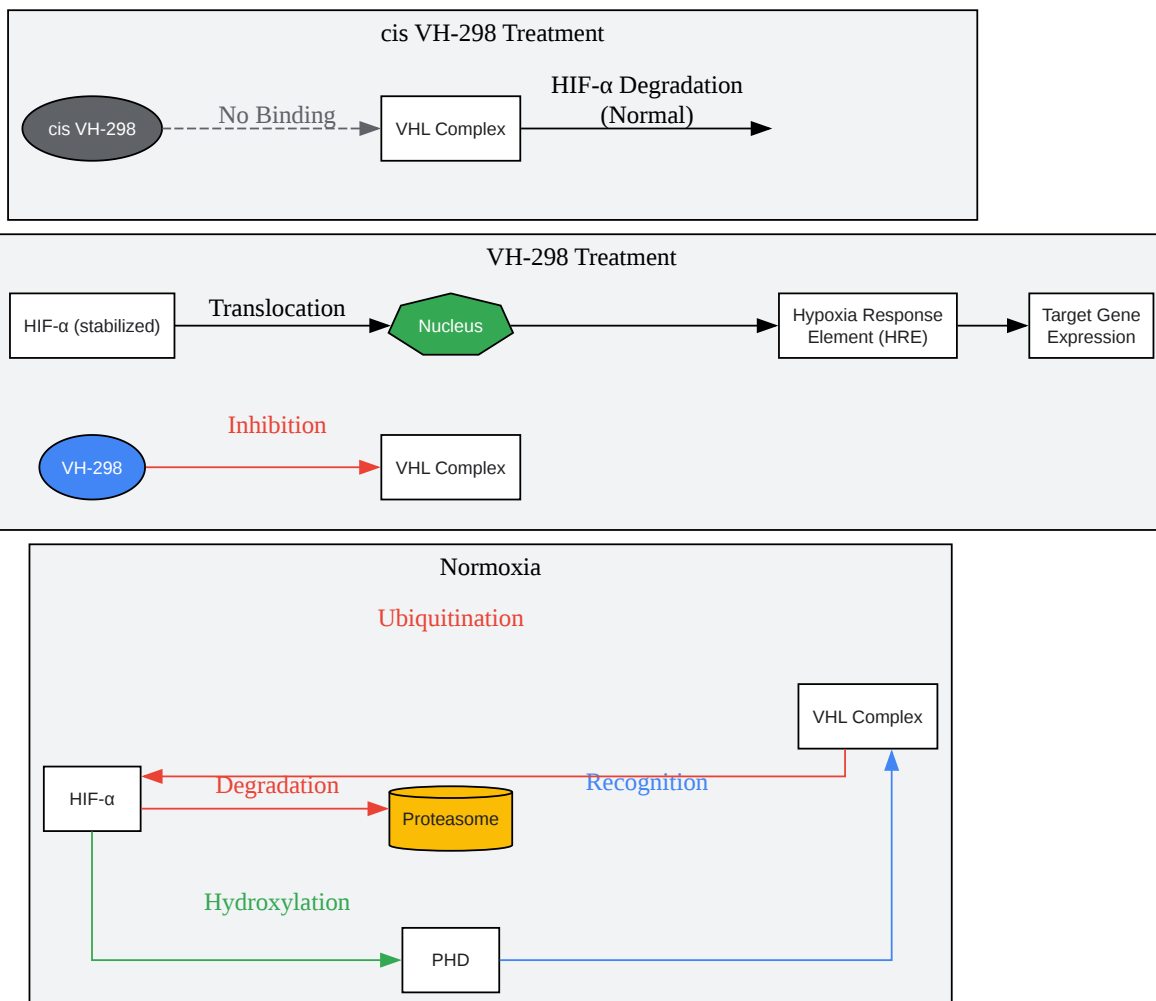 cis VH-298 Treatment
HIF-α Degradation
(Normal)
No Binding
cis VH-298
VHL Complex
VH-298 Treatment
HIF-α (stabilized)
Translocation
Nucleus
Hypoxia Response
Element (HRE)
Target Gene
Expression
Inhibition
VH-298
VHL Complex
Normoxia
Ubiquitination
VHL Complex
HIF-α
Degradation
Recognition
Proteasome
Hydroxylation
PHD